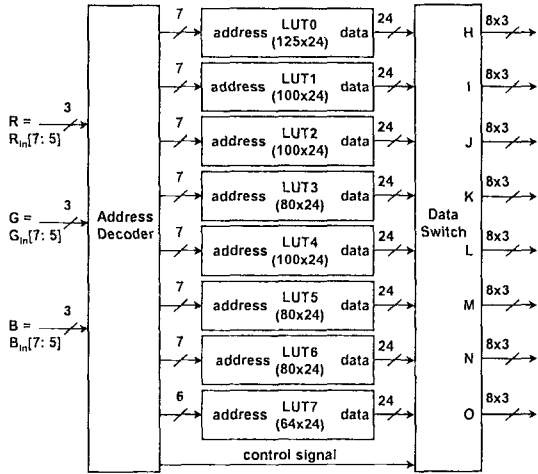 7 address LUT0 data 24 H 8x3
(125x24)
7 address LUT1 data 24 I 8x3
(100x24)
R = 3
R_In[7: 5]
7 address LUT2 data 24 J 8x3
(100x24)
7 address LUT3 data 24 K 8x3
(80x24)
G = 3
G_In[7: 5]
Address
Decoder
Data
Switch
7 address LUT4 data 24 L 8x3
(100x24)
7 address LUT5 data 24 M 8x3
(80x24)
B = 3
B_In[7: 5]
7 address LUT6 data 24 N 8x3
(80x24)
6 address LUT7 data 24 O 8x3
(64x24)
control signal